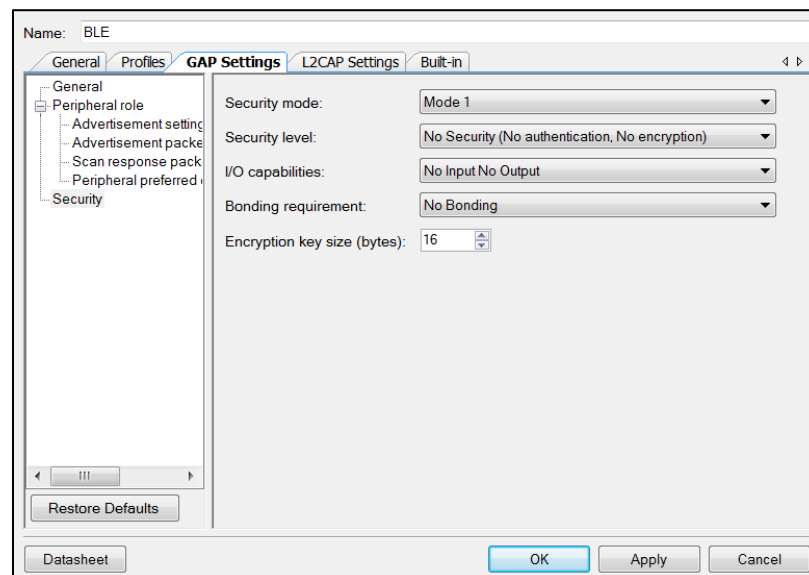 Name: BLE
General Profiles GAP Settings L2CAP Settings Built-in
General
Peripheral role
Advertisement setting
Advertisement packe
Scan response pack
Peripheral preferred
Security
Security mode: Mode 1
Security level: No Security (No authentication, No encryption)
I/O capabilities: No Input No Output
Bonding requirement: No Bonding
Encryption key size (bytes): 16
Restore Defaults
Datasheet OK Apply Cancel